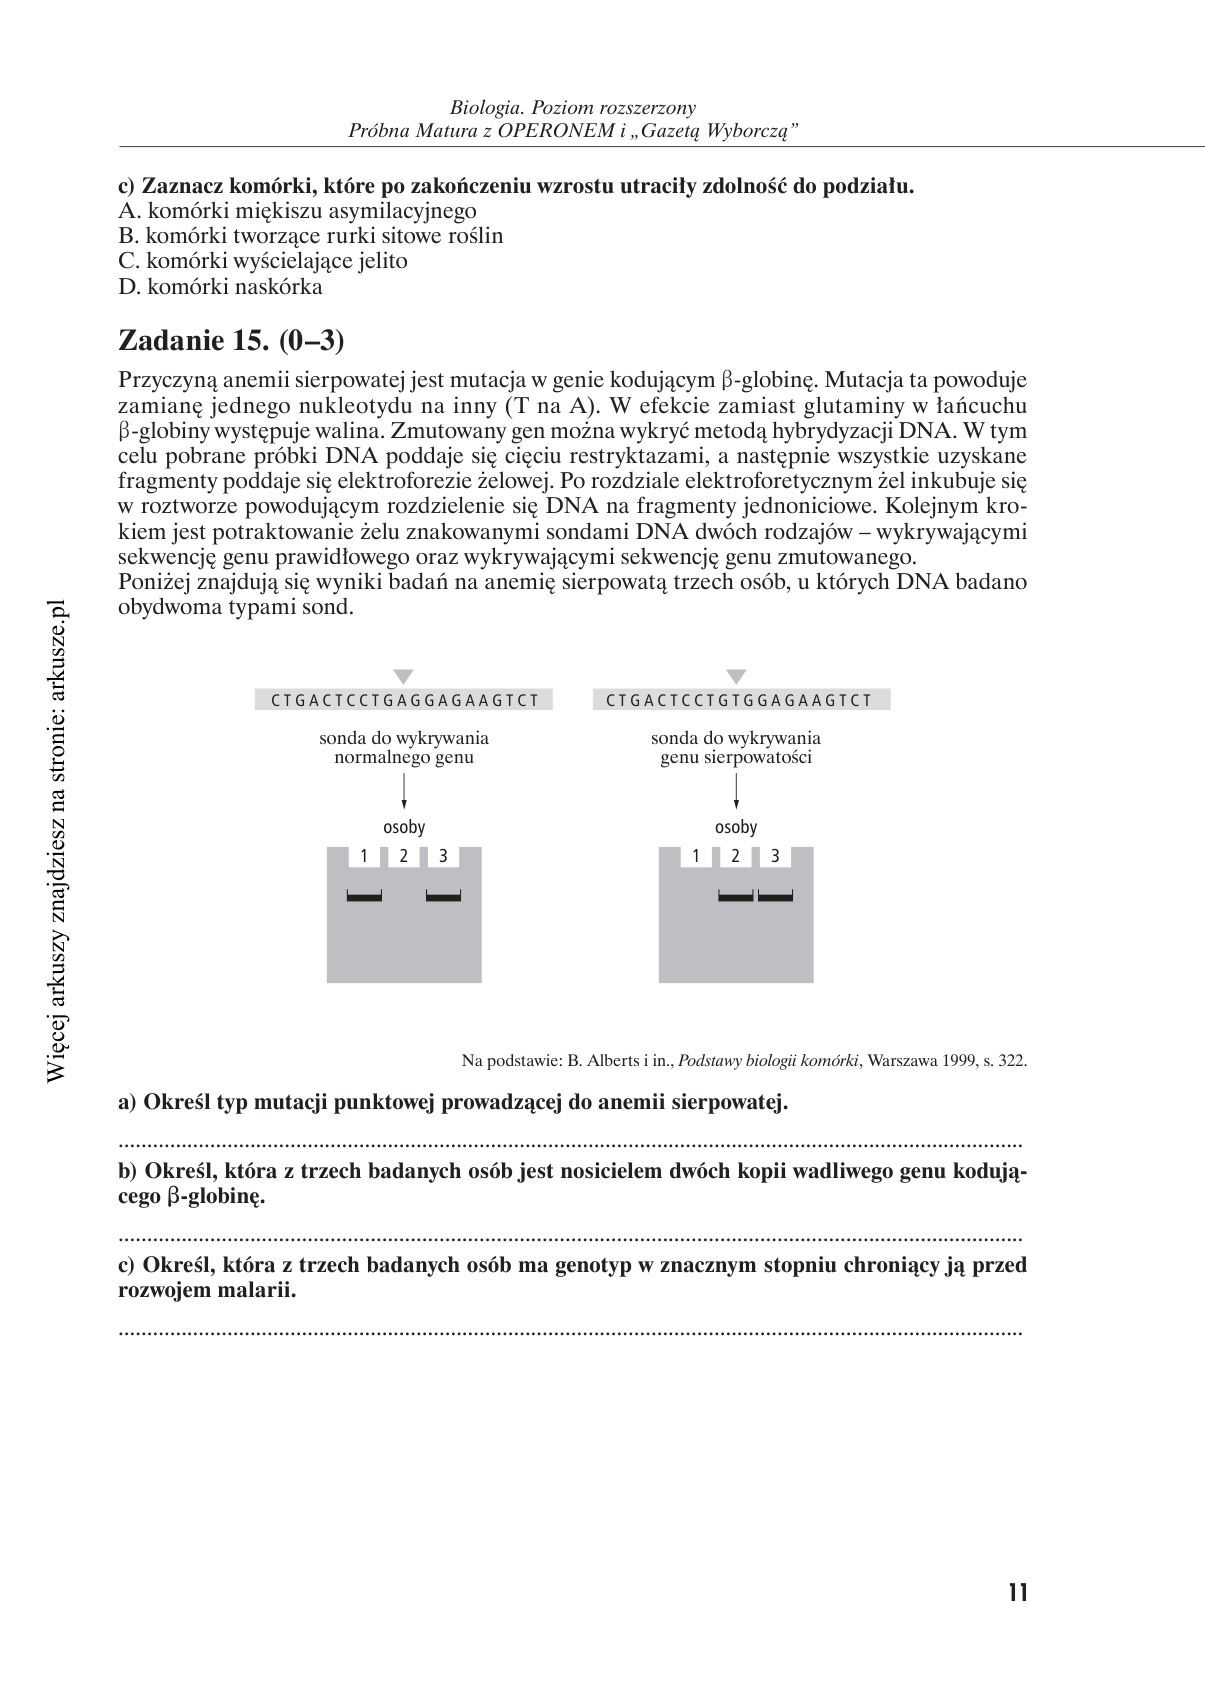 Biologia. Poziom rozszerzony
Próbna Matura z OPERONEM i „Gazetą Wyborczą”
c) Zaznacz komórki, które po zakończeniu wzrostu utraciły zdolność do podziału.
A. komórki miękiszu asymilacyjnego
B. komórki tworzące rurki sitowe roślin
C. komórki wyścielające jelito
D. komórki naskórka
Zadanie 15. (0–3)
Przyczyną anemii sierpowatej jest mutacja w genie kodującym β-globinę. Mutacja ta powoduje
zamianę jednego nukleotydu na inny (T na A). W efekcie zamiast glutaminy w łańcuchu
β-globiny występuje walina. Zmutowany gen można wykryć metodą hybrydyzacji DNA. W tym
celu pobrane próbki DNA poddaje się cięciu restryktazami, a następnie wszystkie uzyskane
fragmenty poddaje się elektroforezie żelowej. Po rozdziale elektroforetycznym żel inkubuje się
w roztworze powodującym rozdzielenie się DNA na fragmenty jednoniciowe. Kolejnym kro-
kiem jest potraktowanie żelu znakowanymi sondami DNA dwóch rodzajów – wykrywającymi
sekwencję genu prawidłowego oraz wykrywającymi sekwencję genu zmutowanego.
Poniżej znajdują się wyniki badań na anemię sierpowatą trzech osób, u których DNA badano
obydwoma typami sond.
CTGACTCCTGAGGAGAAGTCT CTGACTCCTGTGGAGAAGTCT
sonda do wykrywania sonda do wykrywania
normalnego genu genu sierpowatości
osoby osoby
1 2 3 1 2 3
Na podstawie: B. Alberts i in., Podstawy biologii komórki, Warszawa 1999, s. 322.
a) Określ typ mutacji punktowej prowadzącej do anemii sierpowatej.
b) Określ, która z trzech badanych osób jest nosicielem dwóch kopii wadliwego genu kodują-
cego β-globinę.
c) Określ, która z trzech badanych osób ma genotyp w znacznym stopniu chroniący ją przed
rozwojem malarii.
11
Więcej arkuszy znajdziesz na stronie: arkusze.pl